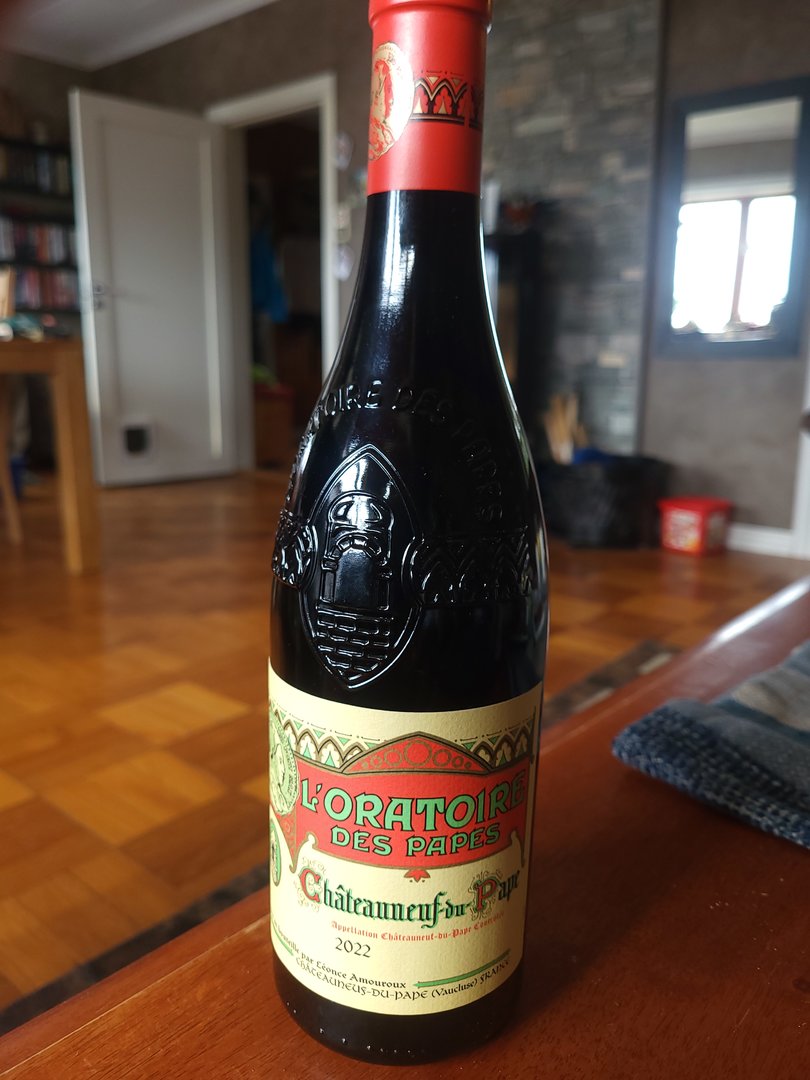 ATOIRE DES PAPES
L'ORATOIRE
DES PAPES
Châteauneuf-du-Pape
Appellation Châteauneuf-du-Pape Contrôlée
2022
par Léonce Amouroux
CHÂTEAUNEUF-DU-PAPE (Vaucluse) FRANCE